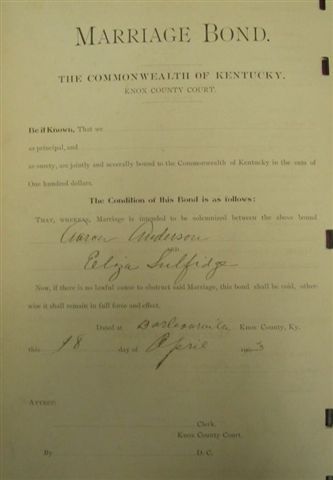 MARRIAGE BOND.
THE COMMONWEALTH OF KENTUCKY,
KNOX COUNTY COURT.
Be it Known, That we
as principal, and
as surety, are jointly and severally bound to the Commonwealth of Kentucky in the sum of
One hundred dollars.
The Condition of this Bond is as follows:
THAT, WHEREAS, Marriage is intended to be solemnized between the above bound
Aaron Anderson
AND
Eeliza Sulfidge
Now, if there is no lawful cause to obstruct said Marriage, this bond shall be void, other-
wise it shall remain in full force and effect.
Dated at Barbourville Knox County, Ky.
this 18 day of April 1903
ATTEST:
Clerk,
Knox County Court.
By D. C.